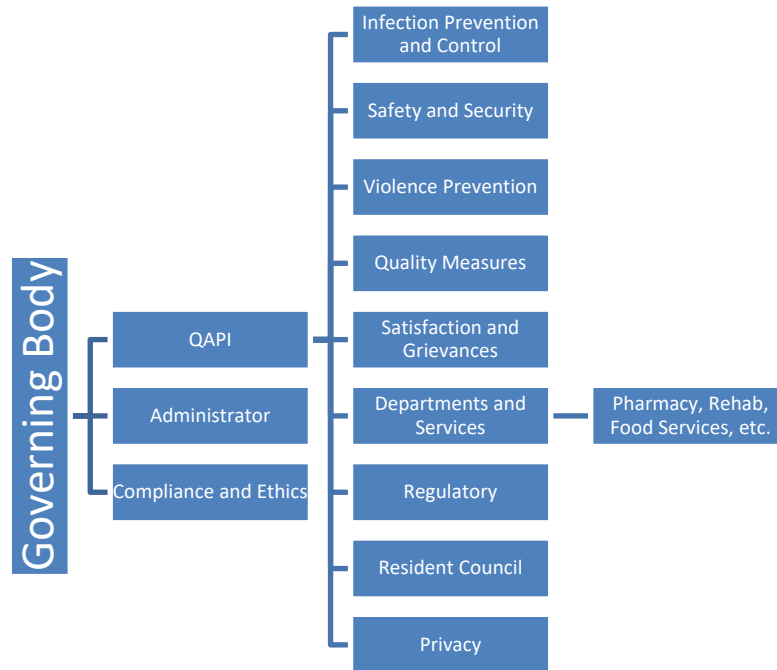 Governing Body
QAPI
Administrator
Compliance and Ethics
Infection Prevention
and Control
Safety and Security
Violence Prevention
Quality Measures
Satisfaction and
Grievances
Departments and
Services
Pharmacy, Rehab,
Food Services, etc.
Regulatory
Resident Council
Privacy